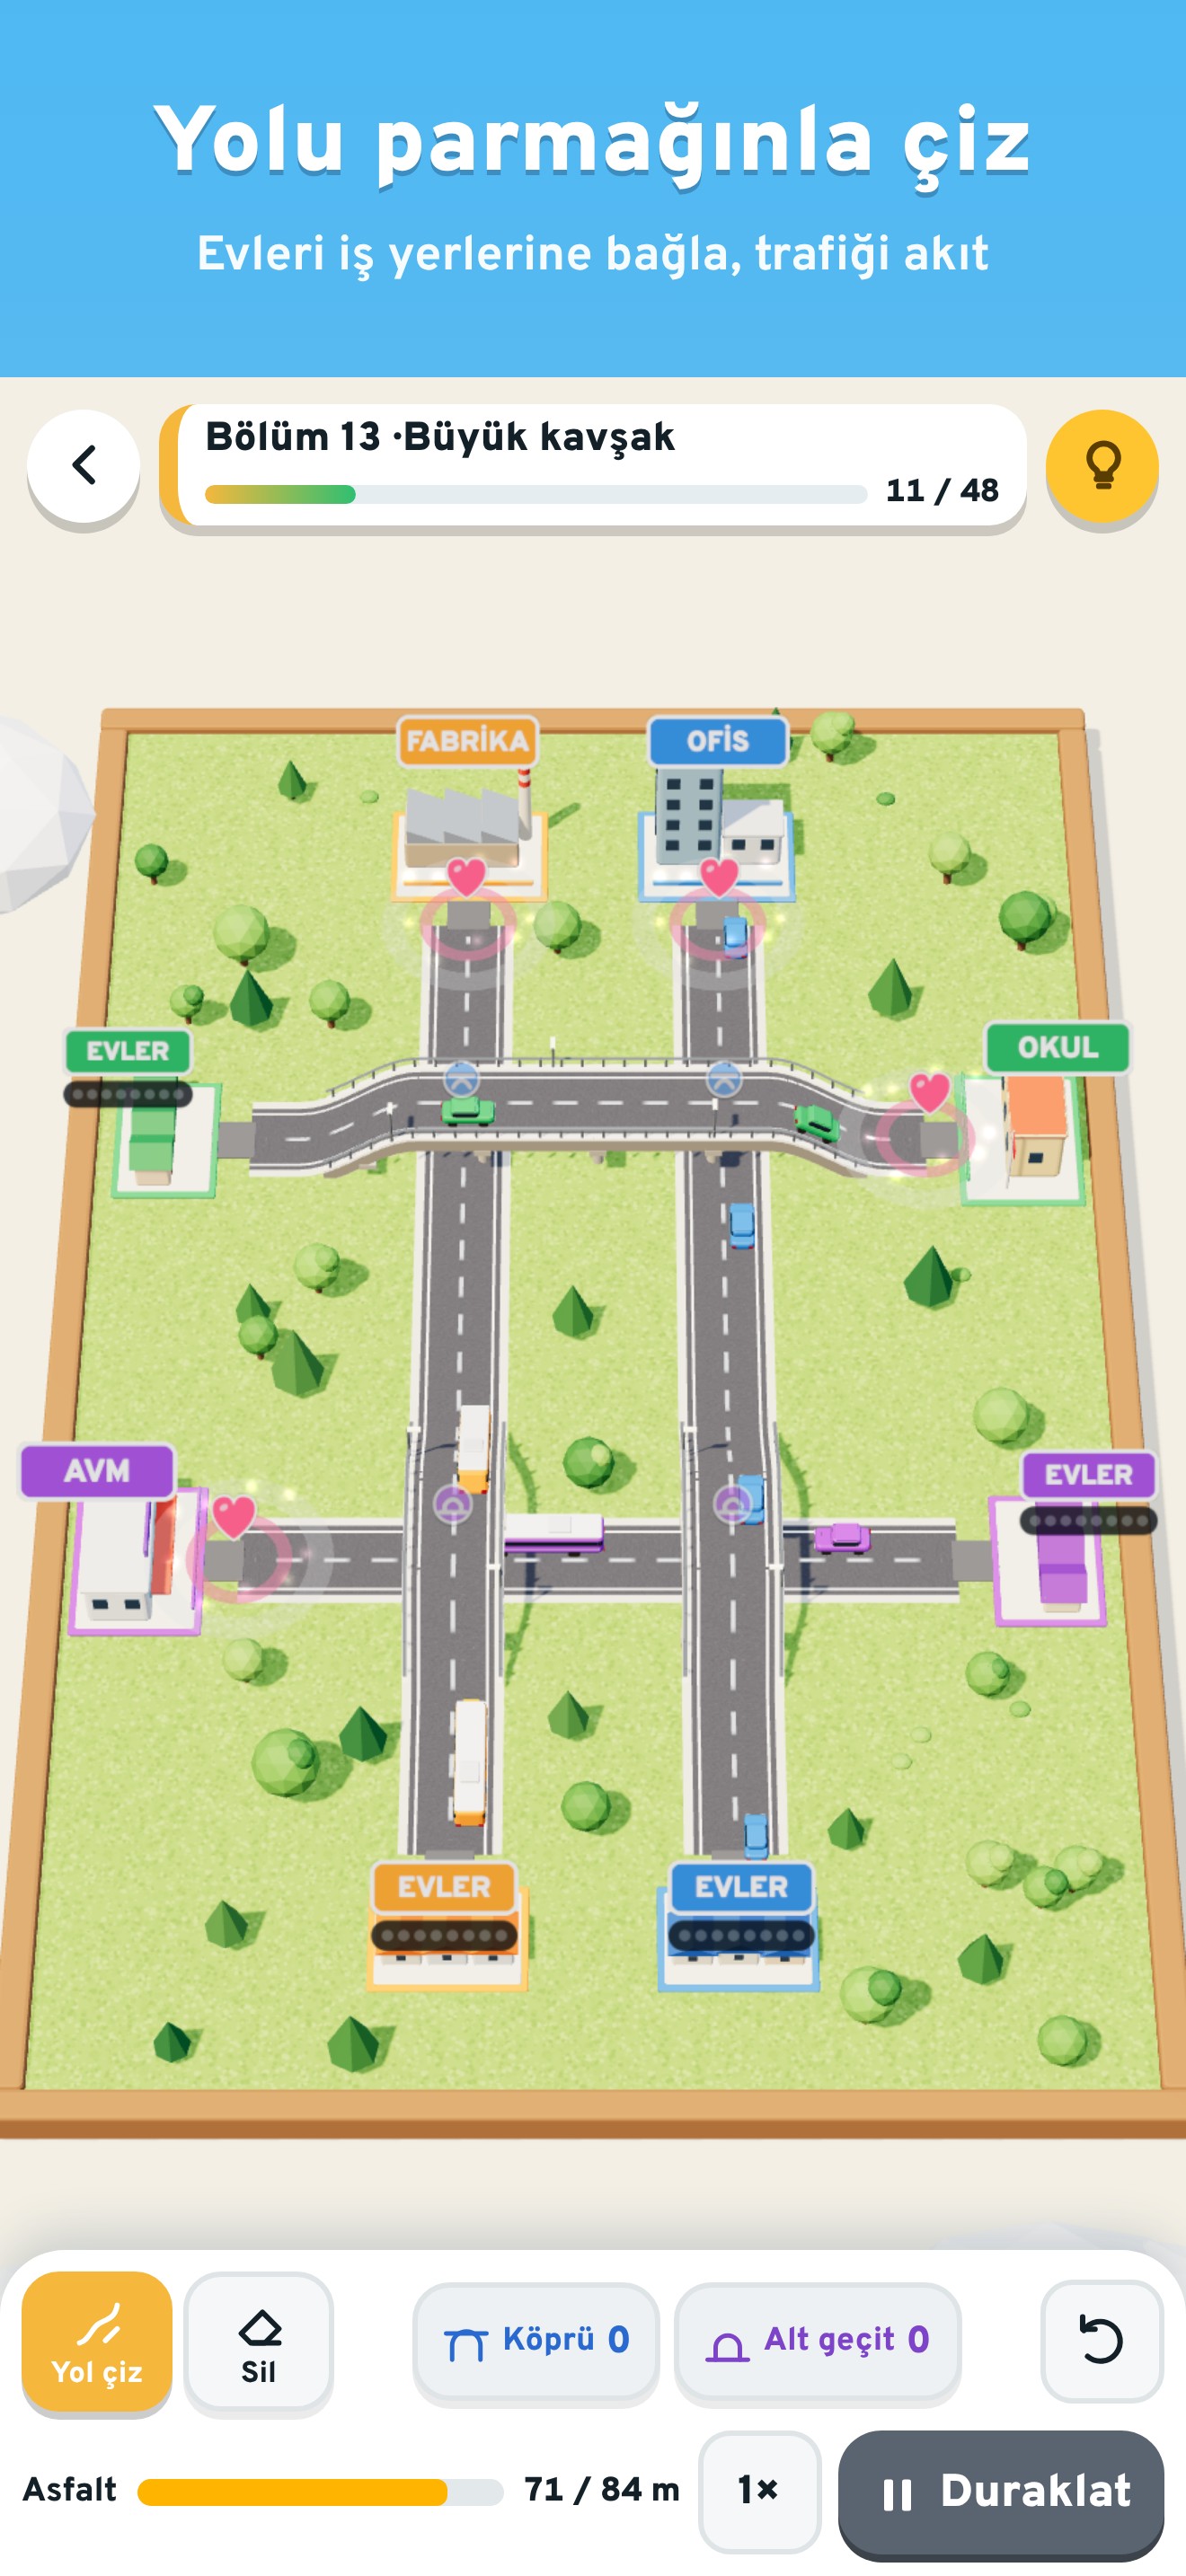 Yolu parmağınla çiz
Evleri iş yerlerine bağla, trafiği akıt
Bölüm 13 ·Büyük kavşak
11 / 48
FABRİKA
OFİS
EVLER
OKUL
AVM
EVLER
EVLER
EVLER
Yol çiz
Sil
Köprü 0
Alt geçit 0
Asfalt
71 / 84 m
1×
Duraklat